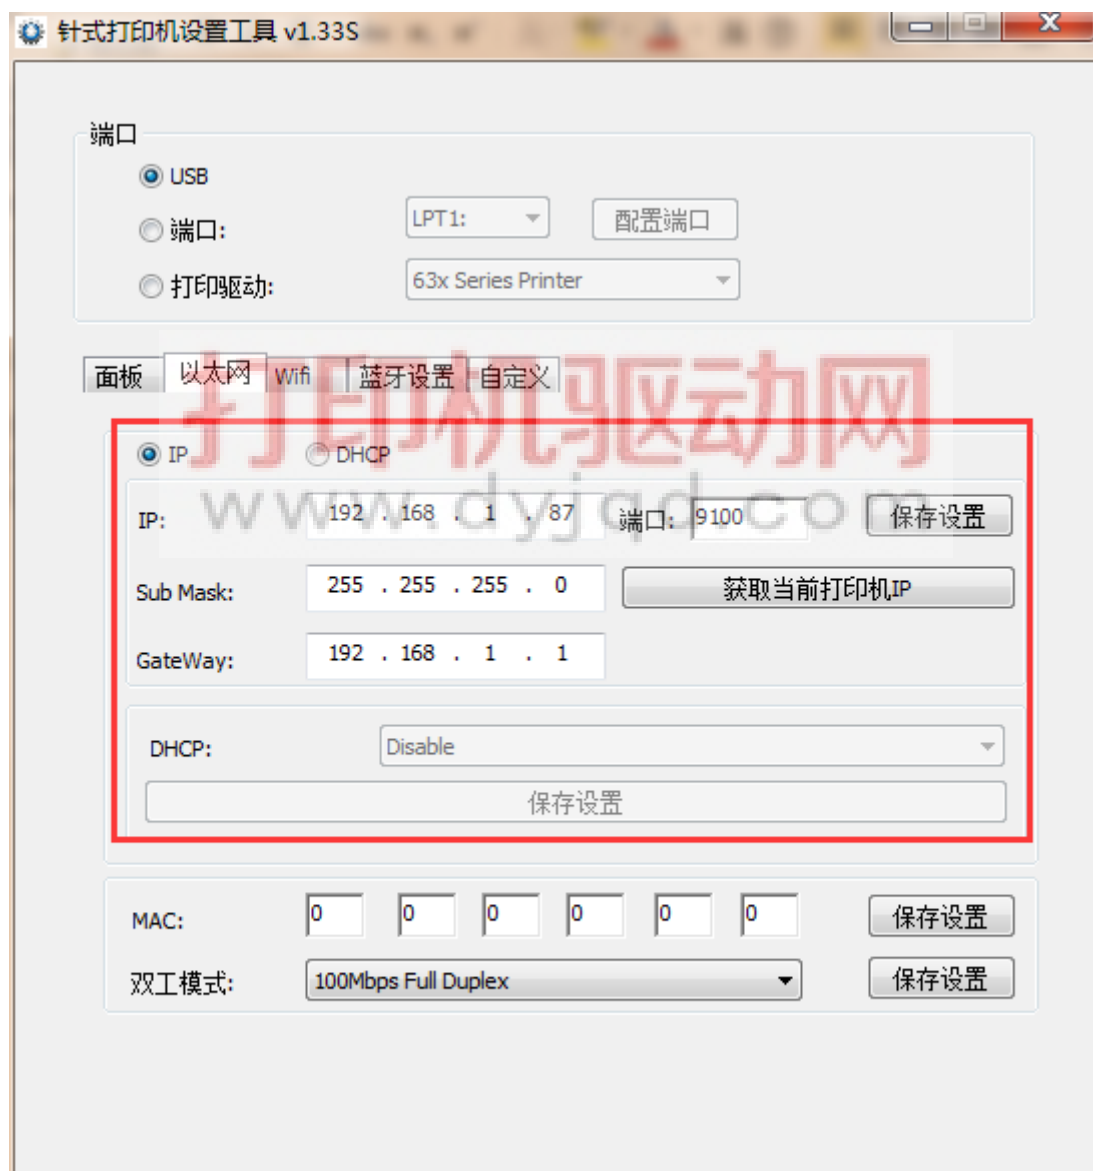 针式打印机设置工具 v1.33S
端口
USB
端口: LPT1: 配置端口
打印驱动: 63x Series Printer
面板 以太网 Wifi 蓝牙设置 自定义
打印机驱动网
www.dyjqd.com
IP DHCP
IP: 192 . 168 . 1 . 87 端口: 9100 保存设置
Sub Mask: 255 . 255 . 255 . 0 获取当前打印机IP
GateWay: 192 . 168 . 1 . 1
DHCP: Disable
保存设置
MAC: 0 0 0 0 0 0 保存设置
双工模式: 100Mbps Full Duplex 保存设置